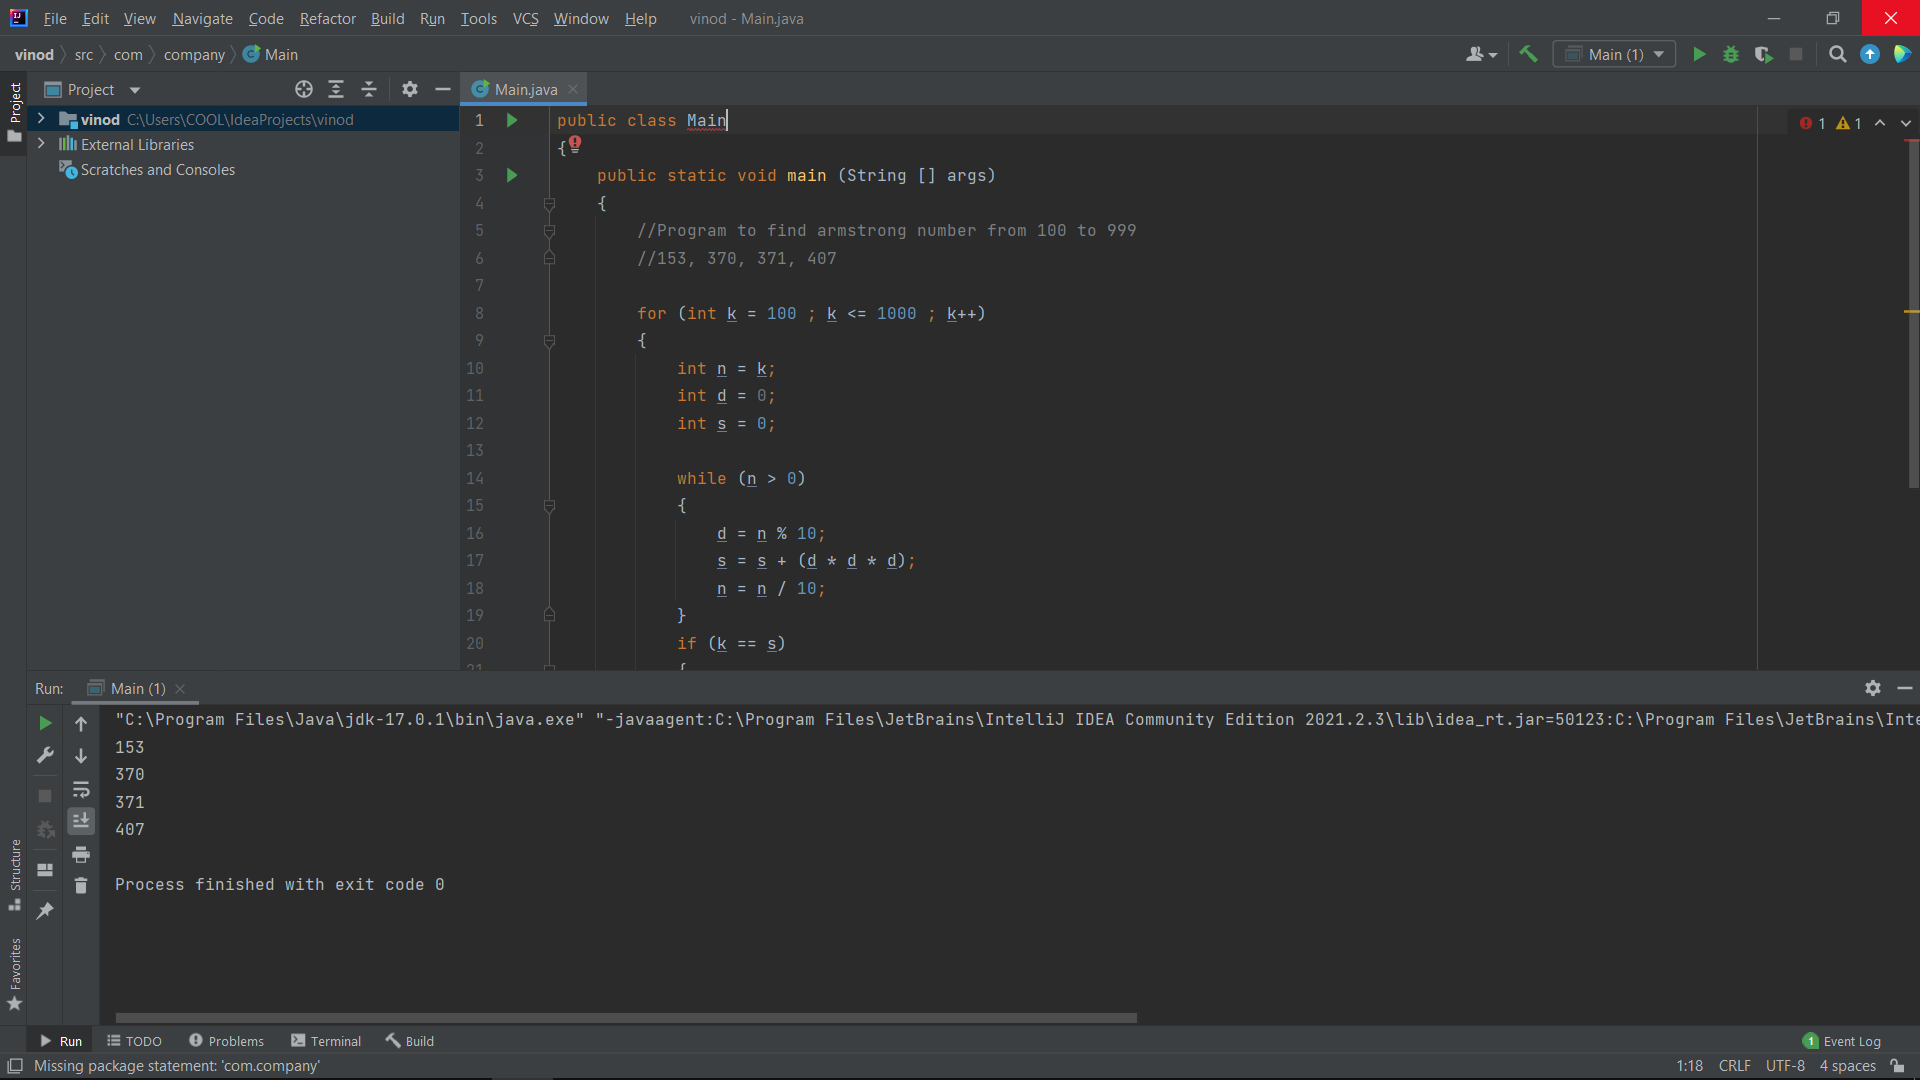 File Edit View Navigate Code Refactor Build Run Tools VCS Window Help vinod - Main.java
vinod src com company Main
Main (1)
Project
Project
Main.java
vinod C:\Users\COOL\IdeaProjects\vinod
External Libraries
Scratches and Consoles
1 public class Main
2 {
3 public static void main (String [] args)
4 {
5 //Program to find armstrong number from 100 to 999
6 //153, 370, 371, 407
7
8 for (int k = 100 ; k <= 1000 ; k++)
9 {
10 int n = k;
11 int d = 0;
12 int s = 0;
13
14 while (n > 0)
15 {
16 d = n % 10;
17 s = s + (d * d * d);
18 n = n / 10;
19 }
20 if (k == s)
21 {
1 1
Run: Main (1)
"C:\Program Files\Java\jdk-17.0.1\bin\java.exe" "-javaagent:C:\Program Files\JetBrains\IntelliJ IDEA Community Edition 2021.2.3\lib\idea_rt.jar=50123:C:\Program Files\JetBrains\Inte
153
370
371
407
Process finished with exit code 0
Structure
Favorites
Run TODO Problems Terminal Build 1 Event Log
Missing package statement: 'com.company' 1:18 CRLF UTF-8 4 spaces